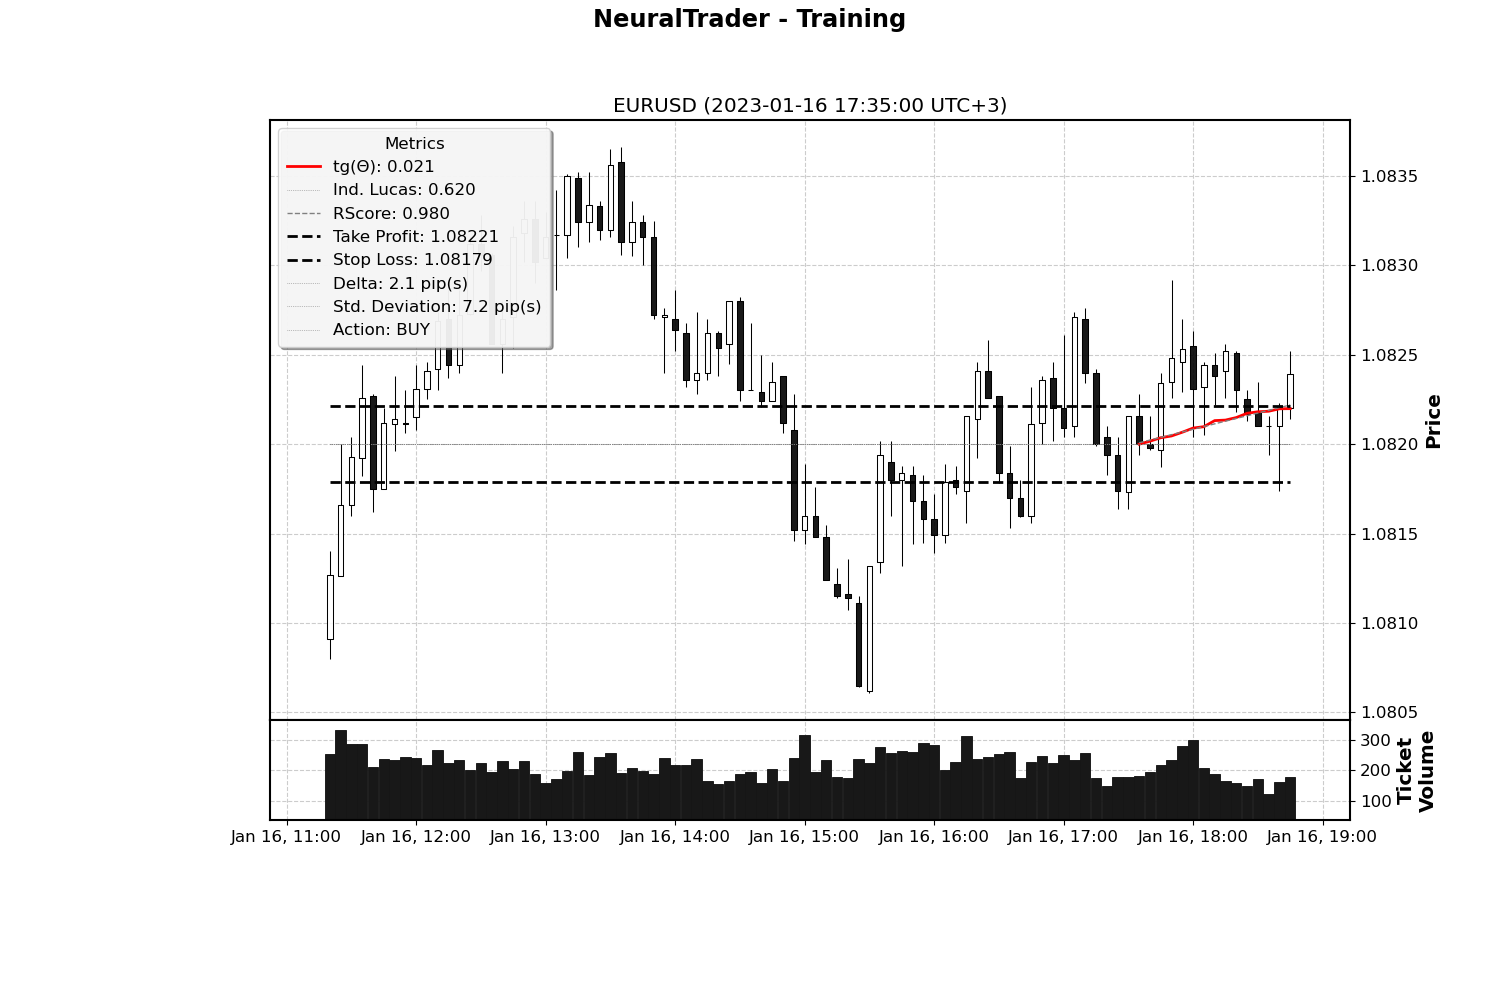 NeuralTrader - Training
EURUSD (2023-01-16 17:35:00 UTC+3)
Metrics
tg(Θ): 0.021
Ind. Lucas: 0.620
RScore: 0.980
Take Profit: 1.08221
Stop Loss: 1.08179
Delta: 2.1 pip(s)
Std. Deviation: 7.2 pip(s)
Action: BUY
1.0835
1.0830
1.0825
1.0820
1.0815
1.0810
1.0805
Price
300
200
100
Ticket
Volume
Jan 16, 11:00
Jan 16, 12:00
Jan 16, 13:00
Jan 16, 14:00
Jan 16, 15:00
Jan 16, 16:00
Jan 16, 17:00
Jan 16, 18:00
Jan 16, 19:00